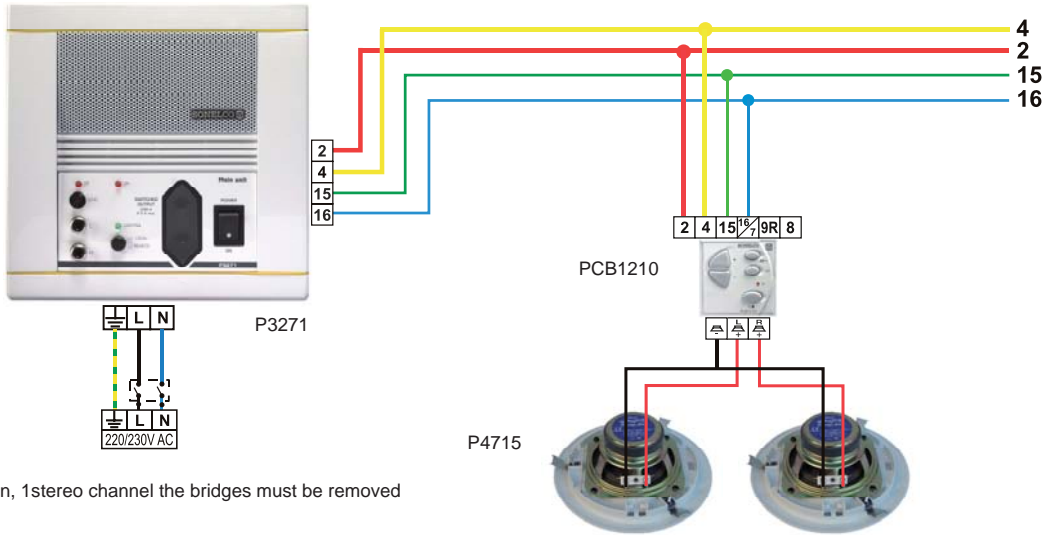 4
2
15
16
Main unit
POWER
2
4
15
16
2 4 15 16/7 9R 8
PCB1210
L N
P3271
L R
- + +
L N
220/230V AC
P4715
n, 1stereo channel the bridges must be removed